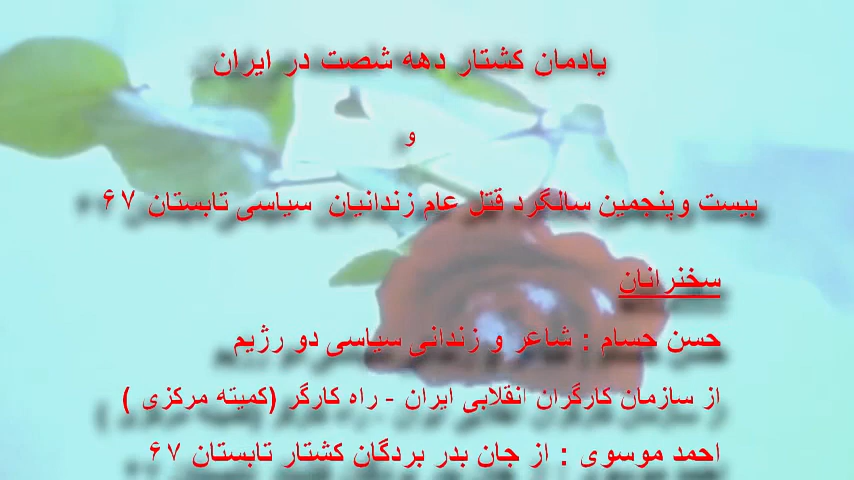 یادمان کشتار دهه شصت در ایران
و
بیست وپنجمین سالگرد قتل عام زندانیان سیاسی تابستان ۶۷
سخنرانان
حسن حسام : شاعر و زندانی سیاسی دو رژیم
از سازمان کارگران انقلابی ایران - راه کارگر (کمیته مرکزی )
احمد موسوی : از جان بدر بردگان کشتار تابستان ۶۷